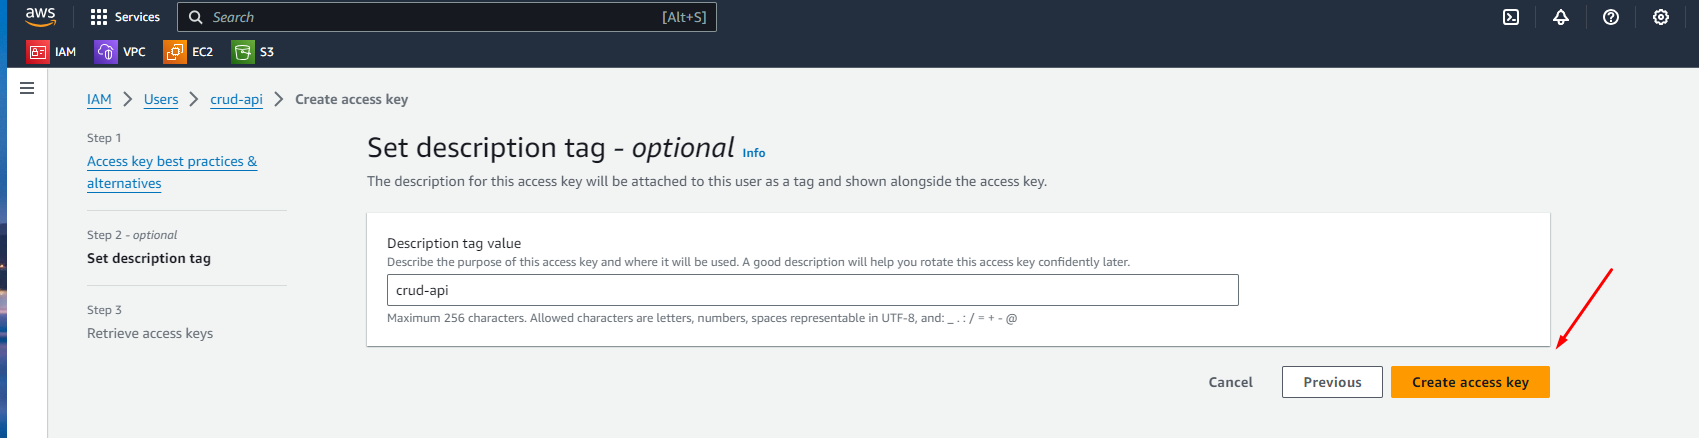 aws
Services
Search
[Alt+S]
IAM
VPC
EC2
S3
IAM > Users > crud-api > Create access key
Step 1
Access key best practices &
alternatives
Step 2 - optional
Set description tag
Step 3
Retrieve access keys
Set description tag - optional Info
The description for this access key will be attached to this user as a tag and shown alongside the access key.
Description tag value
Describe the purpose of this access key and where it will be used. A good description will help you rotate this access key confidently later.
crud-api
Maximum 256 characters. Allowed characters are letters, numbers, spaces representable in UTF-8, and: _ . : / = + - @
Cancel
Previous
Create access key